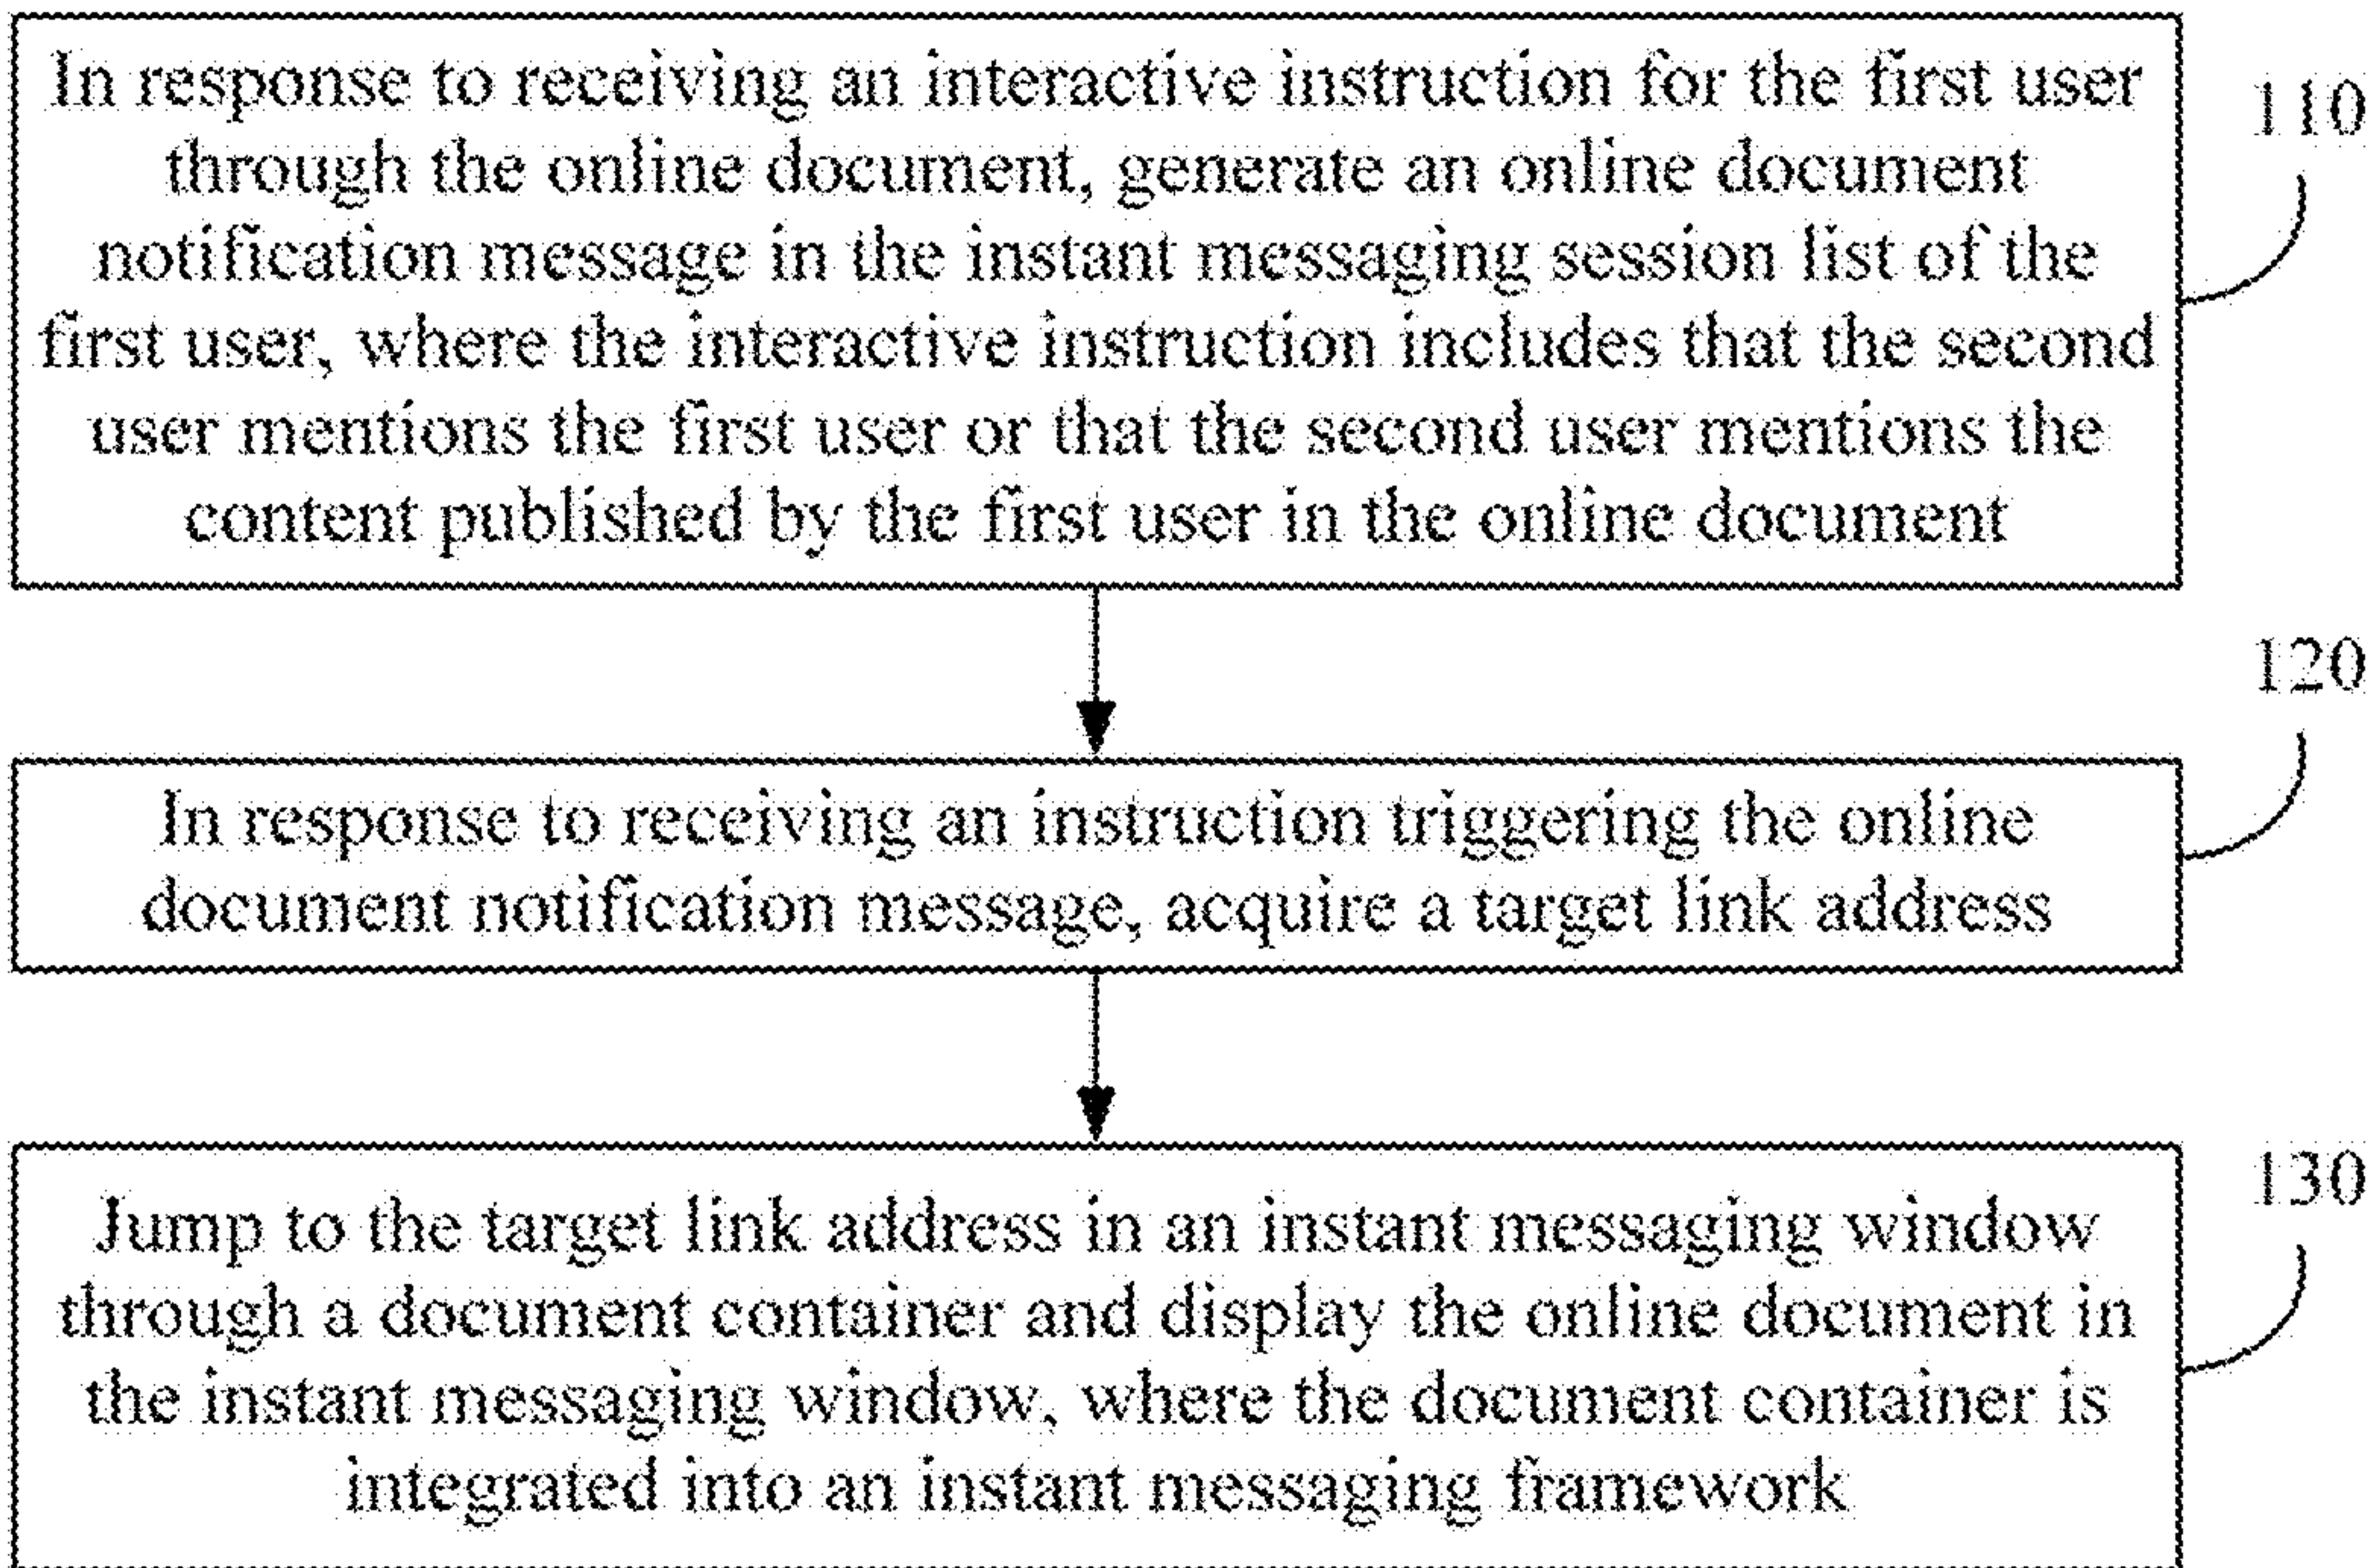 In response to receiving an interactive instruction for the first user
through the online document, generate an online document
notification message in the instant messaging session list of the
first user, where the interactive instruction includes that the second
user mentions the first user or that the second user mentions the
content published by the first user in the online document
110
In response to receiving an instruction triggering the online
document notification message, acquire a target link address
120
Jump to the target link address in an instant messaging window
through a document container and display the online document in
the instant messaging window, where the document container is
integrated into an instant messaging framework
130